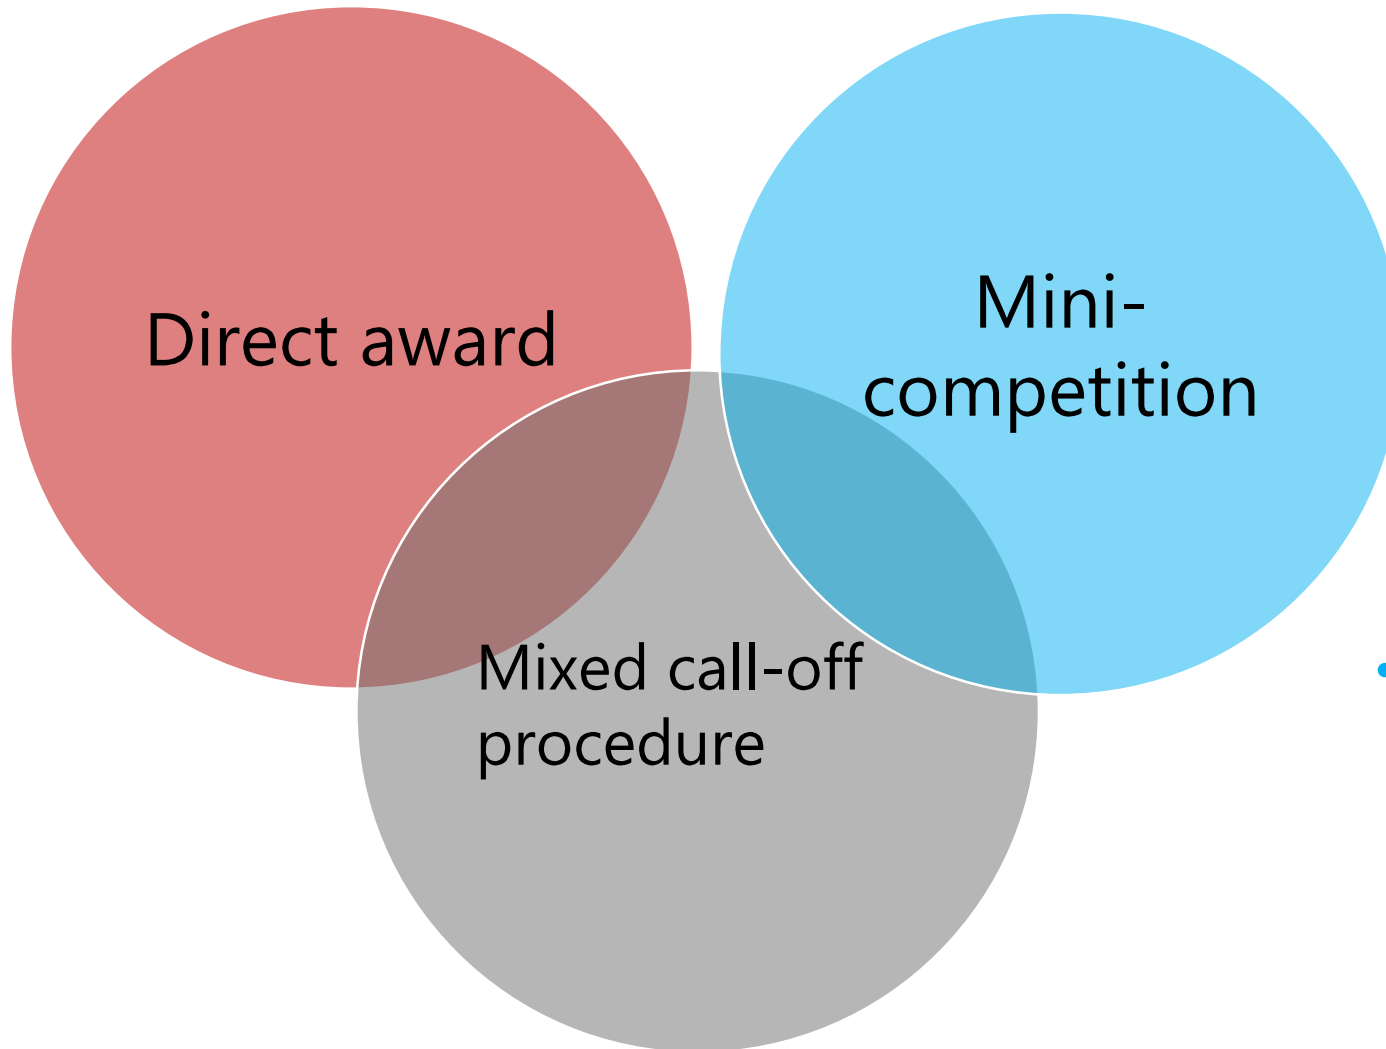 Direct award
Mini-
competition
Mixed call-off
procedure